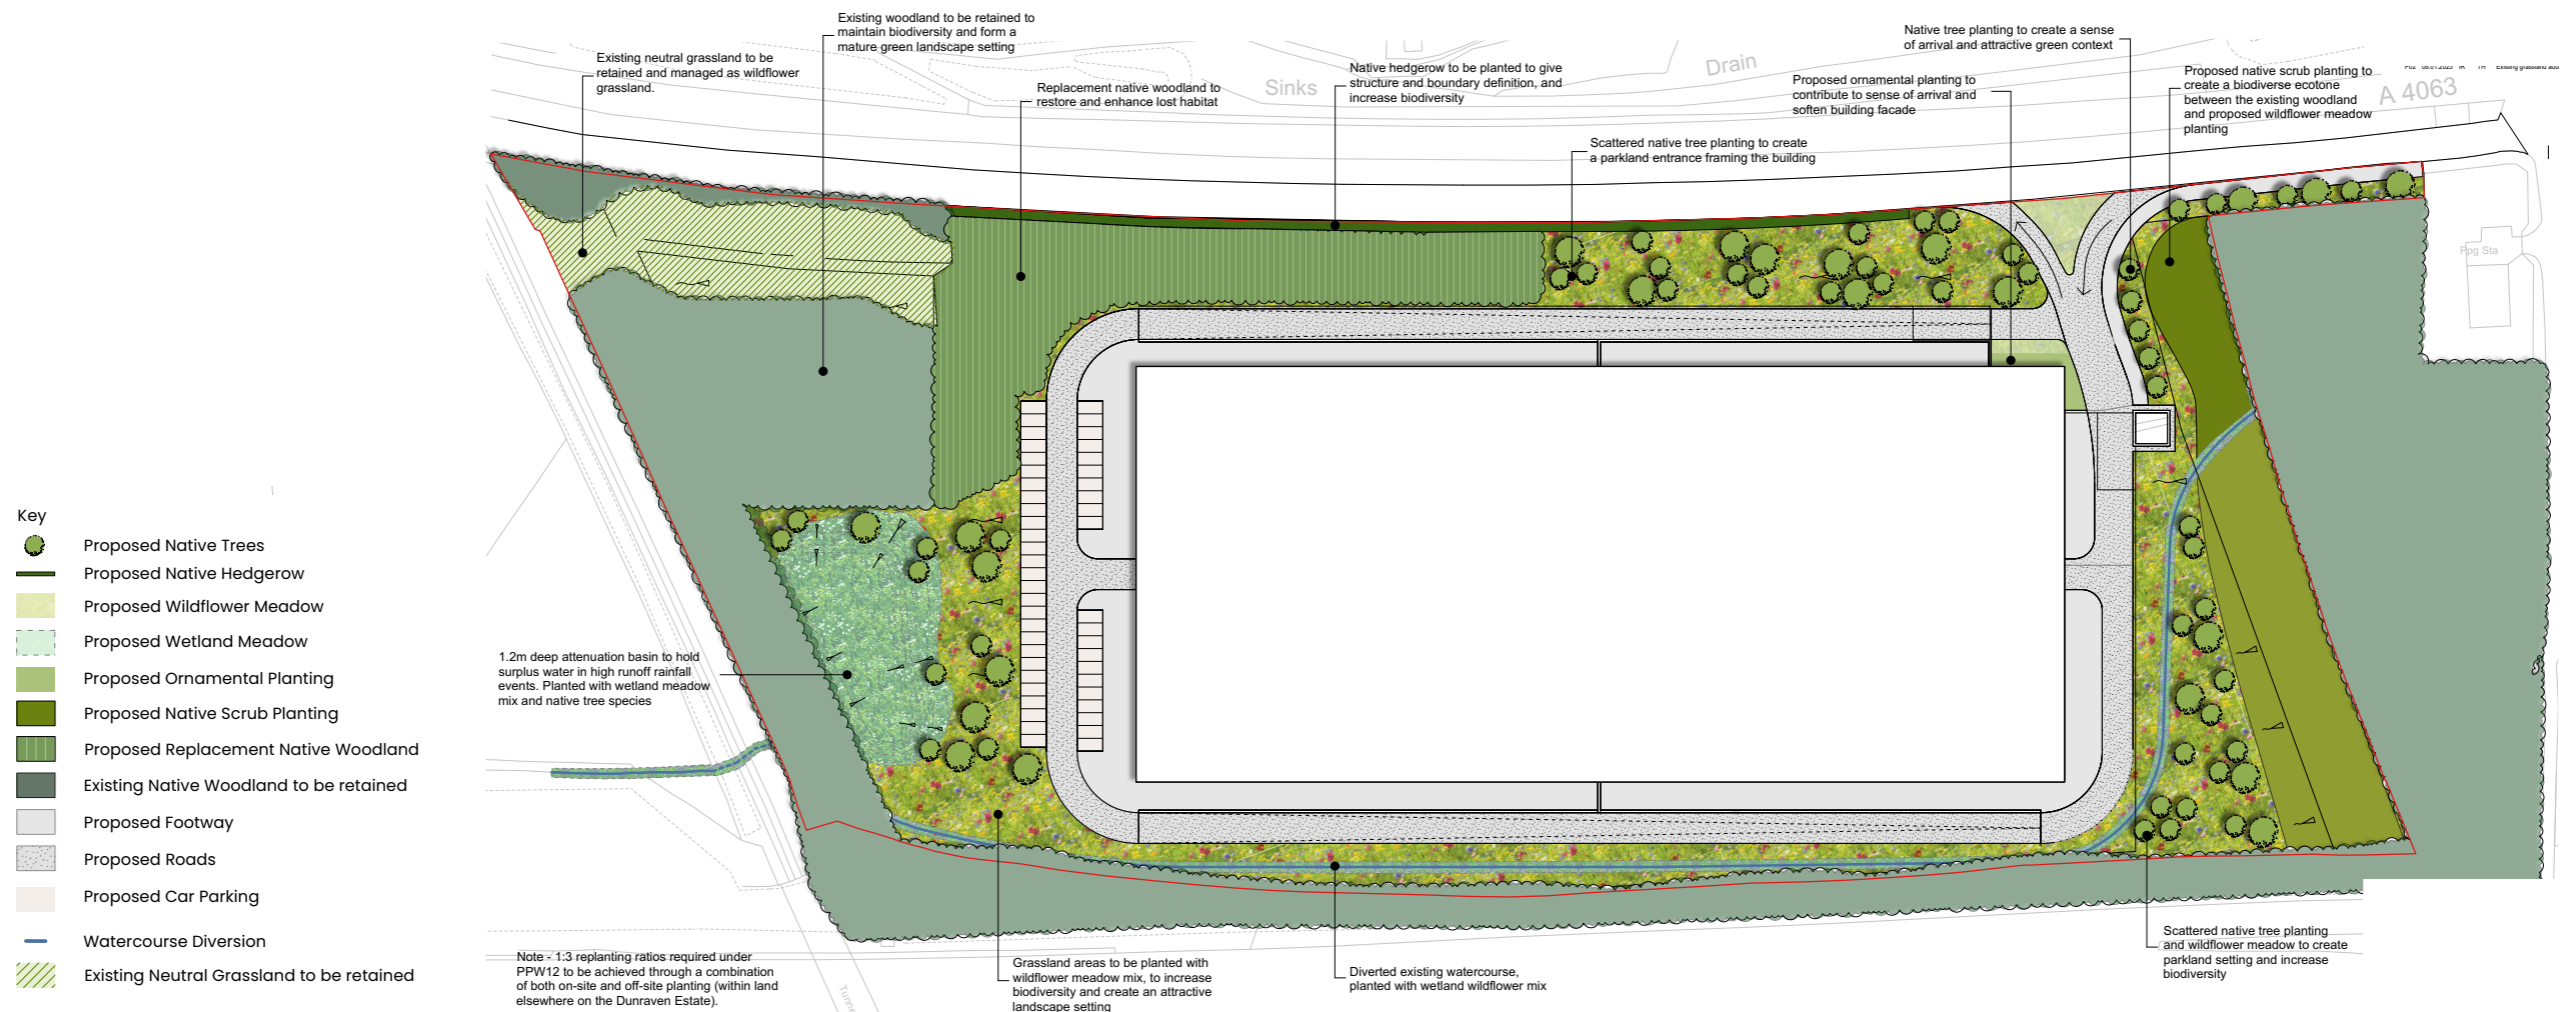 Existing woodland to be retained to
maintain biodiversity and form a
mature green landscape setting
Existing neutral grassland to be
retained and managed as wildflower
grassland.
Replacement native woodland to
restore and enhance lost habitat
Sinks
Native hedgerow to be planted to give
structure and boundary definition, and
increase biodiversity
Drain
Native tree planting to create a sense
of arrival and attractive green context
Proposed ornamental planting to
contribute to sense of arrival and
soften building facade
Scattered native tree planting to create
a parkland entrance framing the building
Proposed native scrub planting to
create a biodiverse ecotone
between the existing woodland
and proposed wildflower meadow
planting
A 4063
Ppg Sta
Key
Proposed Native Trees
Proposed Native Hedgerow
Proposed Wildflower Meadow
Proposed Wetland Meadow
Proposed Ornamental Planting
Proposed Native Scrub Planting
Proposed Replacement Native Woodland
Existing Native Woodland to be retained
Proposed Footway
Proposed Roads
Proposed Car Parking
Watercourse Diversion
Existing Neutral Grassland to be retained
1.2m deep attenuation basin to hold
surplus water in high runoff rainfall
events. Planted with wetland meadow
mix and native tree species
Note - 1:3 replanting ratios required under
PPW12 to be achieved through a combination
of both on-site and off-site planting (within land
elsewhere on the Dunraven Estate).
Grassland areas to be planted with
wildflower meadow mix, to increase
biodiversity and create an attractive
landscape setting
Diverted existing watercourse,
planted with wetland wildflower mix
Scattered native tree planting
and wildflower meadow to create
parkland setting and increase
biodiversity